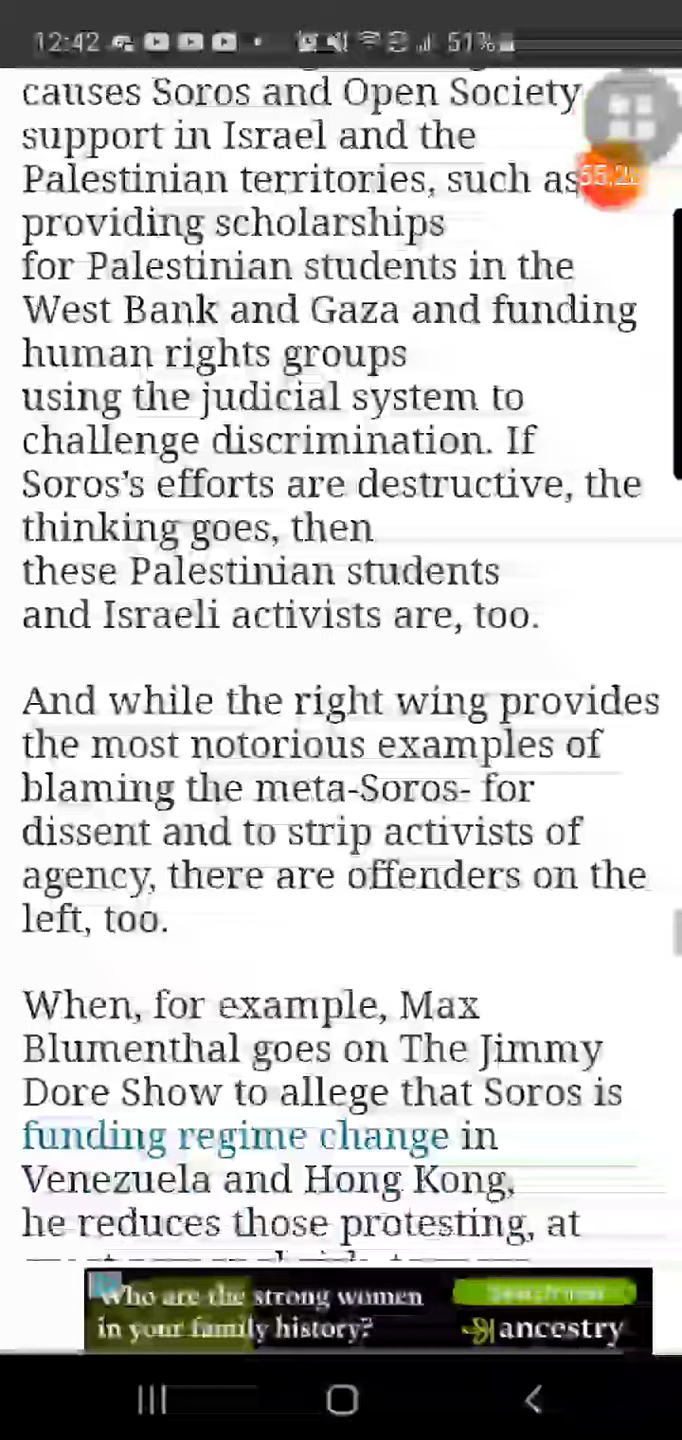 12:42
51%
causes Soros and Open Society
support in Israel and the
Palestinian territories, such as
providing scholarships
for Palestinian students in the
West Bank and Gaza and funding
human rights groups
using the judicial system to
challenge discrimination. If
Soros's efforts are destructive, the
thinking goes, then
these Palestinian students
and Israeli activists are, too.
And while the right wing provides
the most notorious examples of
blaming the meta-Soros- for
dissent and to strip activists of
agency, there are offenders on the
left, too.
When, for example, Max
Blumenthal goes on The Jimmy
Dore Show to allege that Soros is
funding regime change in
Venezuela and Hong Kong,
he reduces those protesting, at
Who are the strong women
in your family history?
ancestry